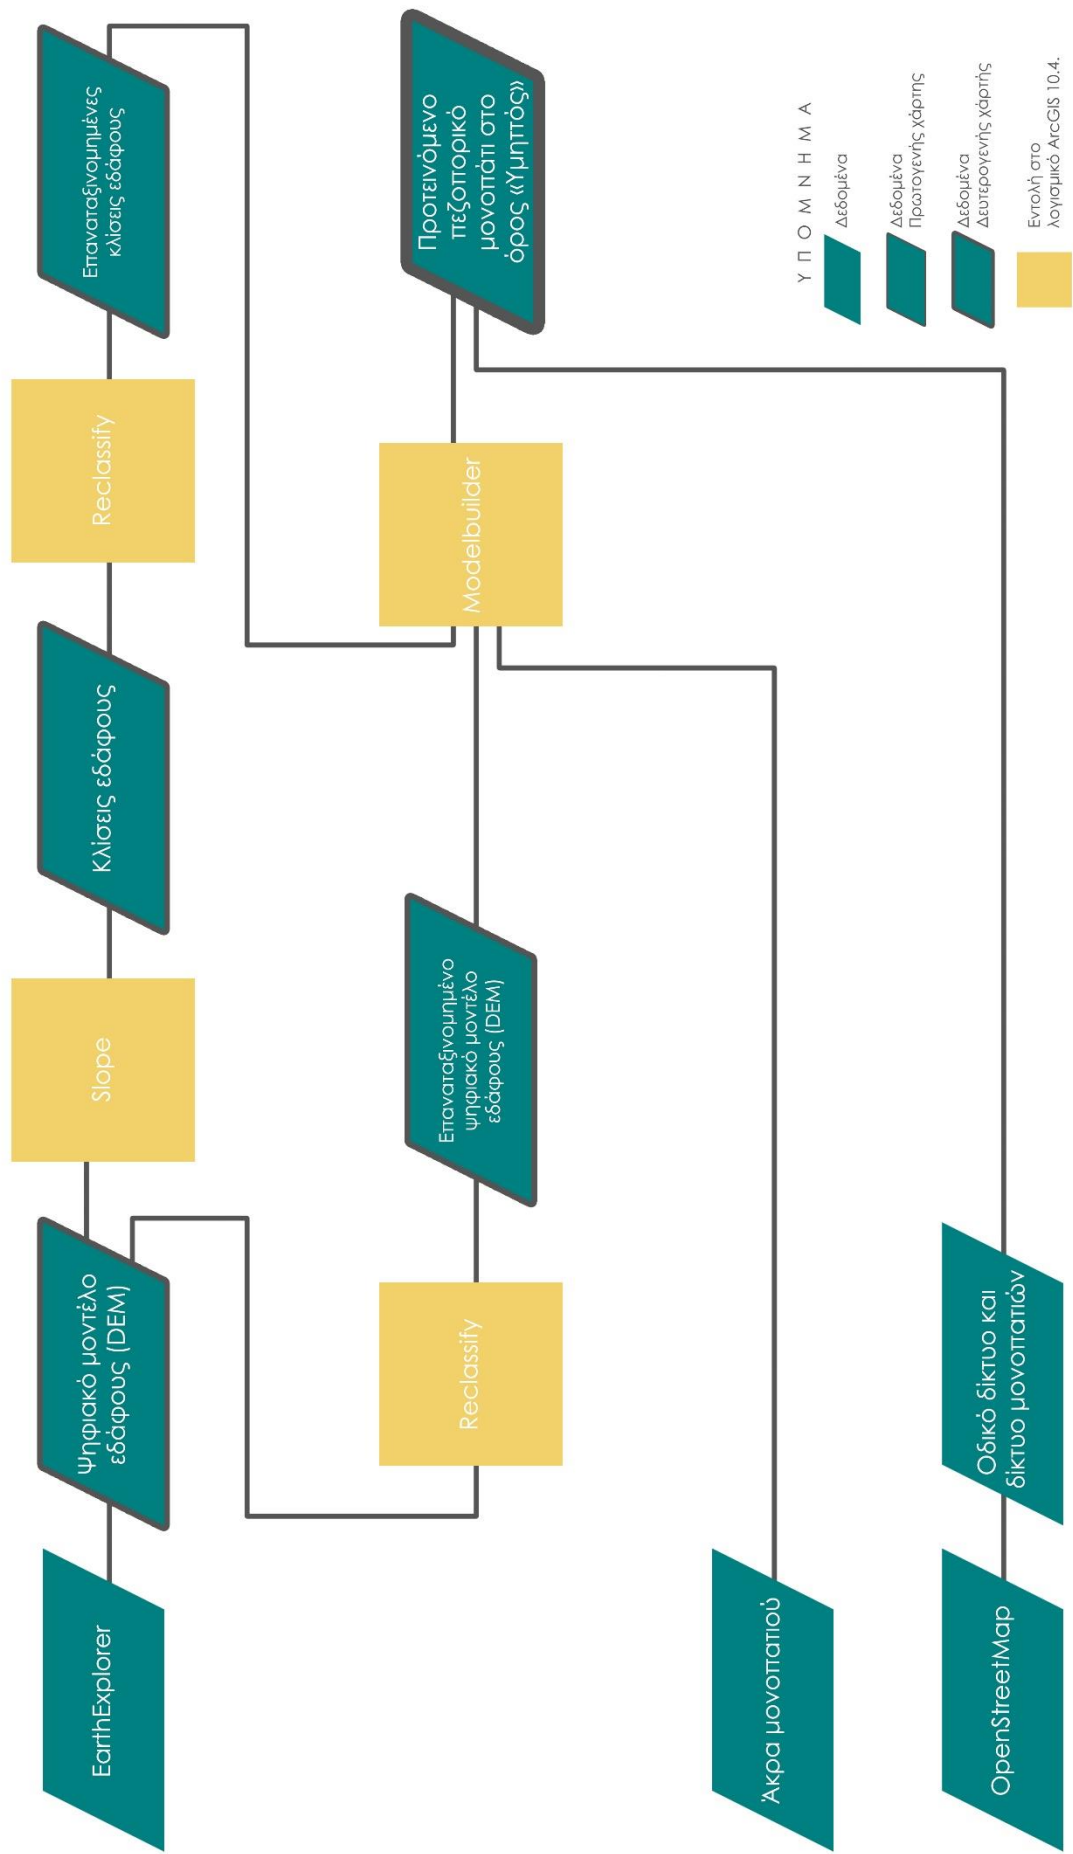 EarthExplorer
Ψηφιακό μοντέλο
εδάφους (DEM)
Slope
Κλίσεις εδάφους
Reclassify
Επαναταξινομημένες
κλίσεις εδάφους
Reclassify
Επαναταξινομημένο
ψηφιακό μοντέλο
εδάφους (DEM)
Modelbuilder
Προτεινόμενο
πεζοπορικό
μονοπάτι στο
όρος «Υμηττός»
Άκρα μονοπατιού
OpenStreetMap
Οδικό δίκτυο και
δίκτυο μονοπατιών
ΥΠΟΜΝΗΜΑ
Δεδομένα
Δεδομένα
Πρωτογενής χάρτης
Δεδομένα
Δευτερογενής χάρτής
Εντολή στο
λογισμικό ArcGIS 10.4.